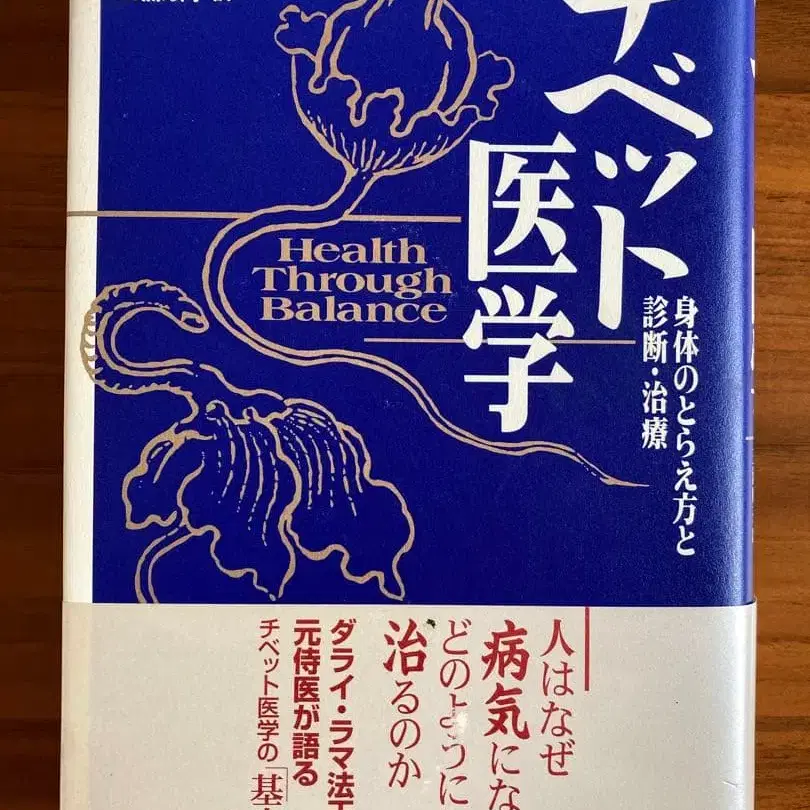 チベット
医学
身体のとらえ方と
診断・治療
Health
Through
Balance
人はなぜ
病気にな
どのように
治るのか
ダライ・ラマ法
元侍医が語る
チベット医学の「基